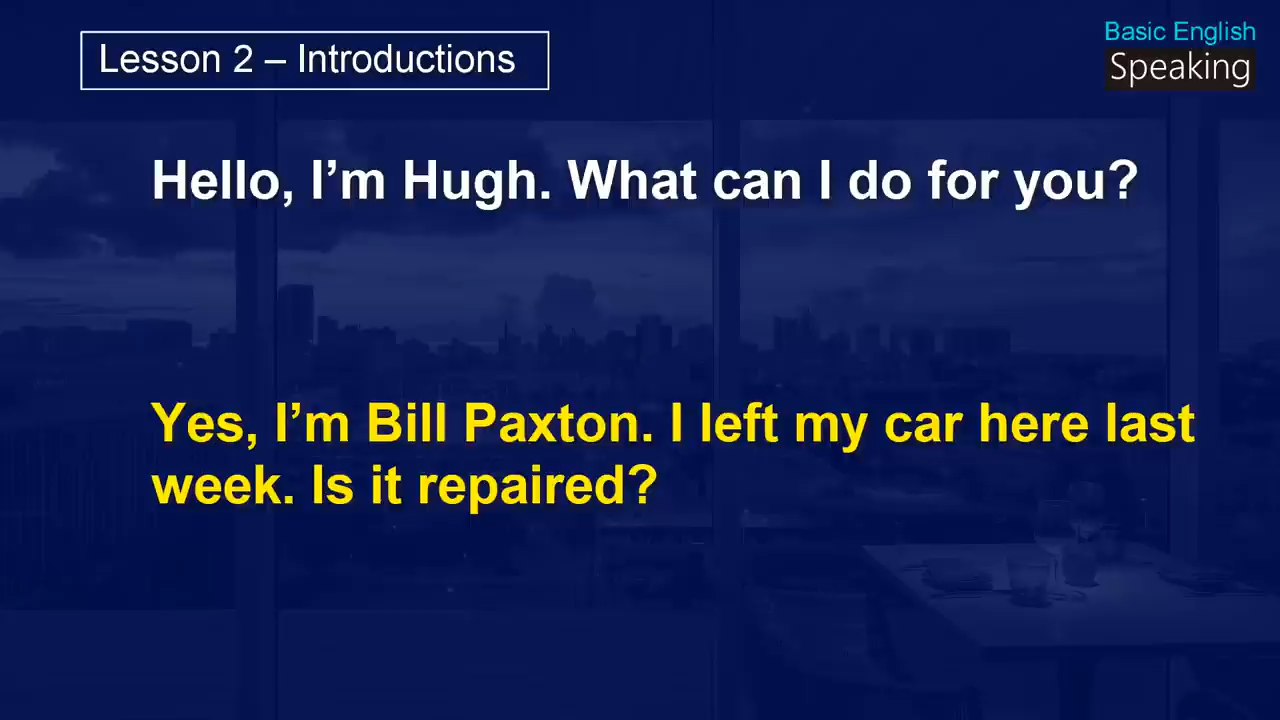 Lesson 2 – Introductions
Basic English
Speaking
Hello, I’m Hugh. What can I do for you?
Yes, I’m Bill Paxton. I left my car here last
week. Is it repaired?